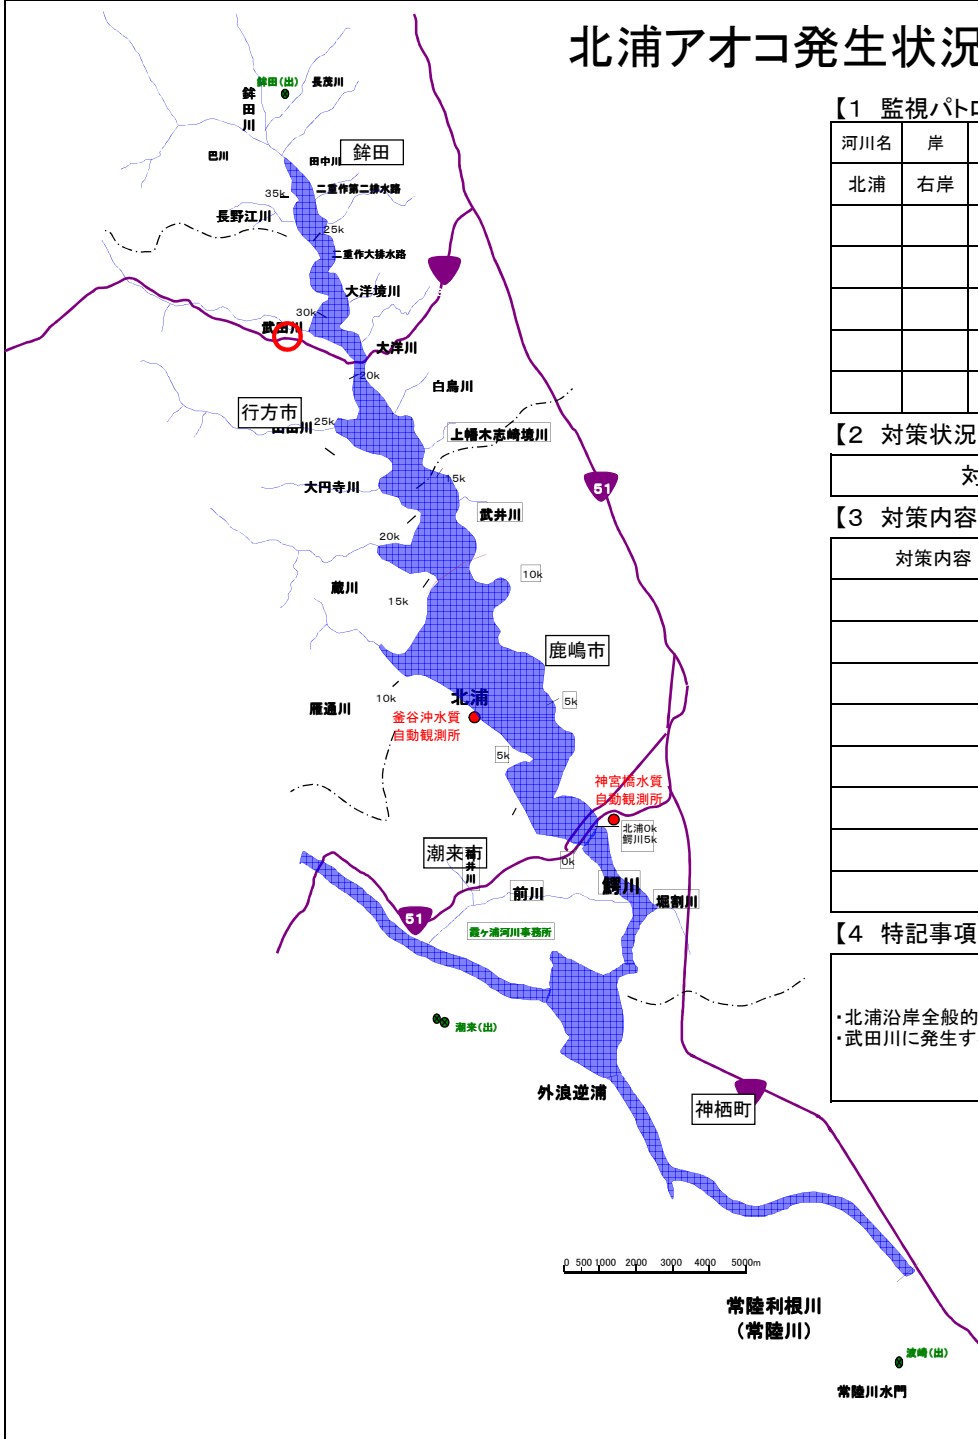 北浦アオコ発生状況
【1 監視パトロ
河川名 岸
北浦 右岸
【2 対策状況
対
【3 対策内容
対策内容
【4 特記事項
・北浦沿岸全般的
・武田川に発生す
鉾田(出)
長茂川
鉾田川
巴川
田中川
鉾田
35k
二重作第二排水路
長野江川
25k
二重作大排水路
大洋境川
30k
武田川
大洋川
20k
白鳥川
行方市
25k
上幡木志崎境川
15k
大円寺川
武井川
51
20k
10k
蔵川
15k
鹿嶋市
10k
北浦
5k
雁通川
釜谷沖水質
自動観測所
5k
神宮橋水質
自動観測所
北浦0k
鰐川5k
潮来市
0k
前川
鰐川
堀割川
51
霞ヶ浦河川事務所
潮来(出)
外浪逆浦
神栖町
0 500 1000 2000 3000 4000 5000m
常陸利根川
(常陸川)
波崎(出)
常陸川水門